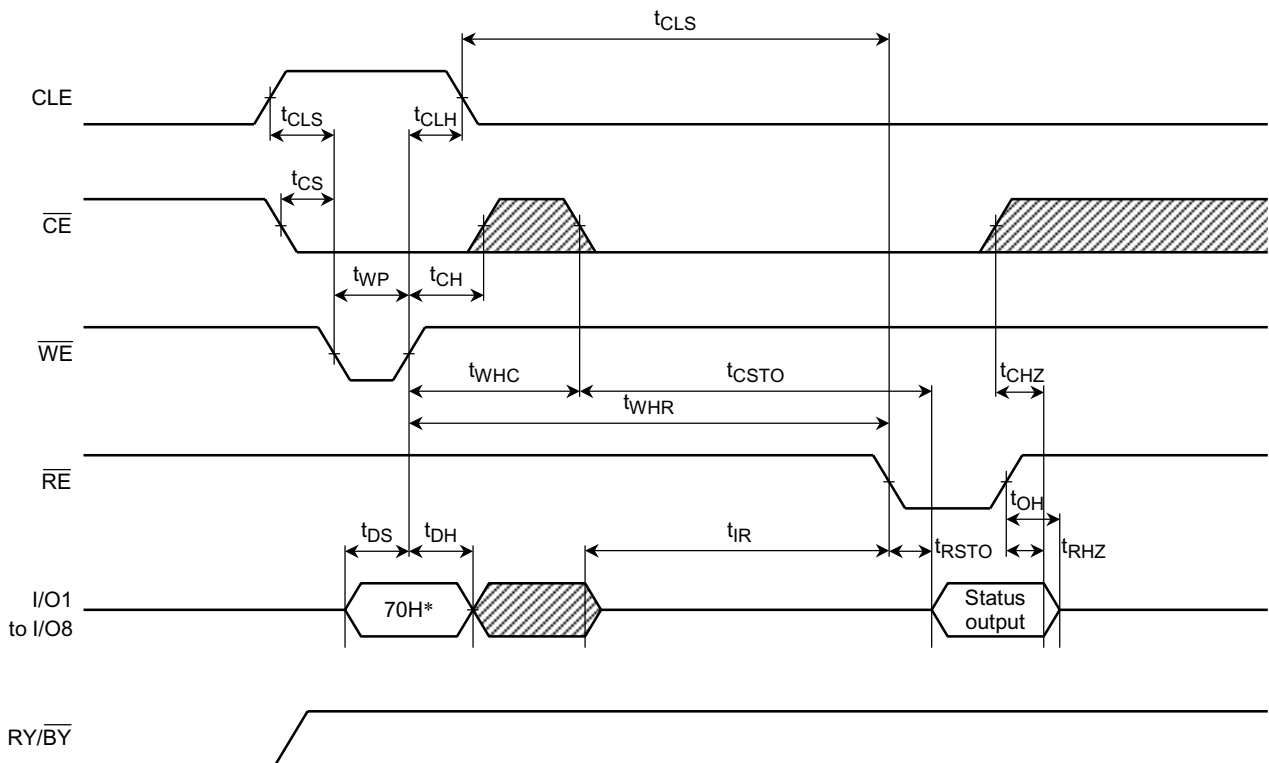 tCLS
CLE
tCLS
tCLH
tCS
CE
tWP
tCH
WE
tWHC
tCSTO
tCHZ
tWHR
RE
tOH
tDS
tDH
tIR
tRSTO
tRHZ
I/O1
to I/O8
70H*
Status
output
RY/BY